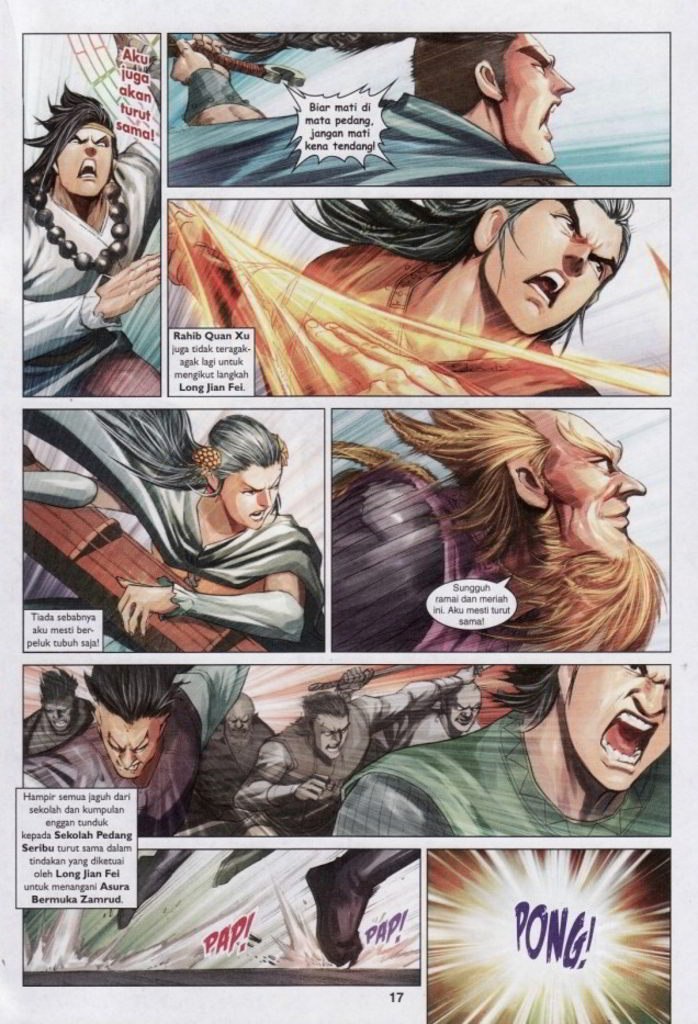 Aku
juga
akan
turut
sama!
Biar mati di
mata pedang,
jangan mati
kena tendang!
Rahib Quan Xu
juga tidak teragak-
agak lagi untuk
mengikut langkah
Long Jian Fei.
Tiada sebabnya
aku mesti ber-
peluk tubuh saja!
Sungguh
ramai dan meriah
ini. Aku mesti turut
sama!
Hampir semua jaguh dari
sekolah dan kumpulan
enggan tunduk
kepada Sekolah Pedang
Seribu turut sama dalam
tindakan yang diketuai
oleh Long Jian Fei
untuk menangani Asura
Bermuka Zamrud.
PAP!
PAP!
PONG!
17